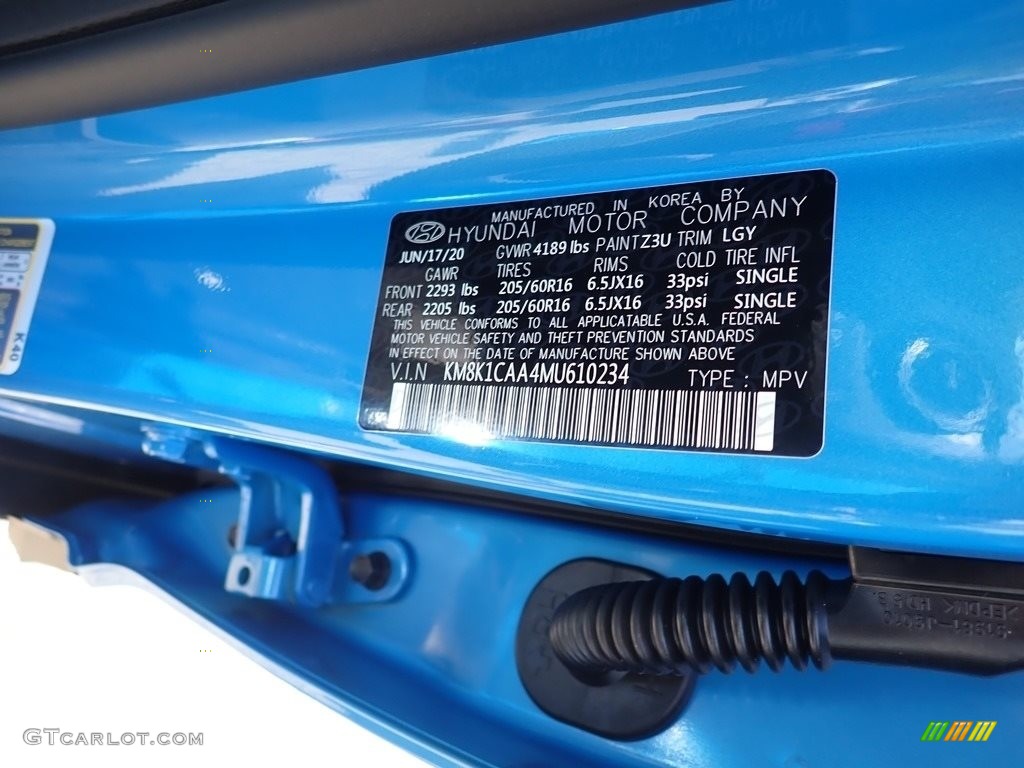 MANUFACTURED IN KOREA BY
HYUNDAI MOTOR COMPANY
JUN/17/20 GVWR 4189 lbs PAINT Z3U TRIM LGY
GAWR TIRES RIMS COLD TIRE INFL
FRONT 2293 lbs 205/60R16 6.5JX16 33psi SINGLE
REAR 2205 lbs 205/60R16 6.5JX16 33psi SINGLE
THIS VEHICLE CONFORMS TO ALL APPLICATABLE U.S.A. FEDERAL
MOTOR VEHICLE SAFETY AND THEFT PREVENTION STANDARDS
IN EFFECT ON THE DATE OF MANUFACTURE SHOWN ABOVE
V.I.N KM8K1CAA4MU610234 TYPE : MPV
K40
GTCARLOT.COM